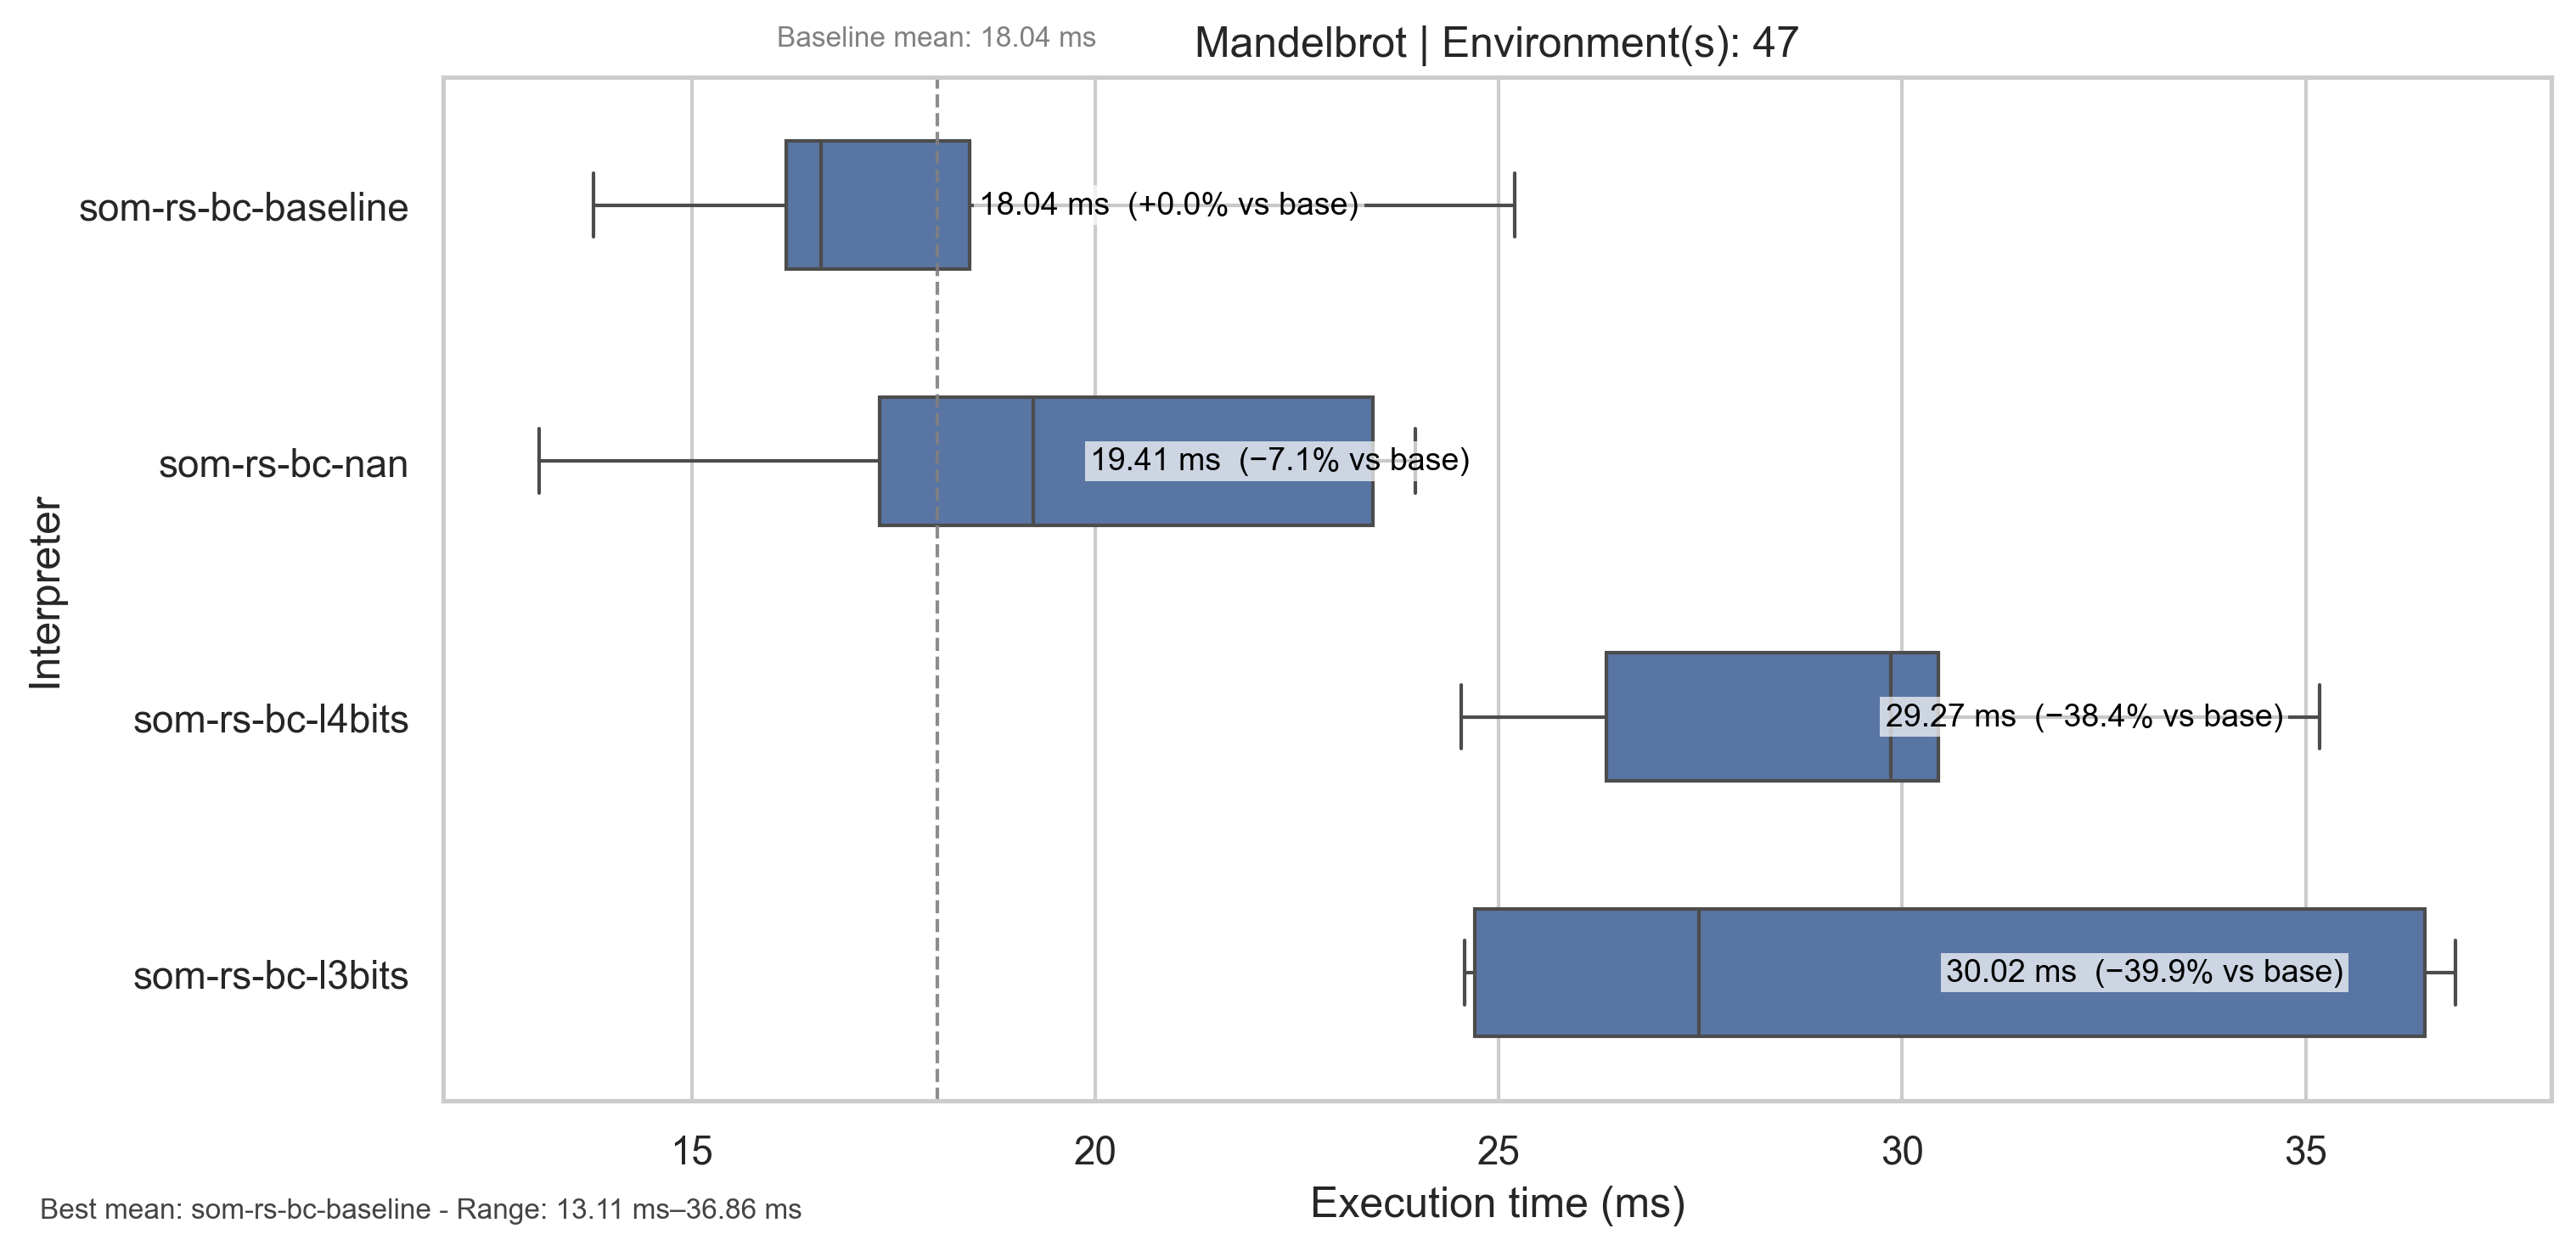 Baseline mean: 18.04 ms
Mandelbrot | Environment(s): 47
Interpreter
som-rs-bc-baseline
18.04 ms (+0.0% vs base)
som-rs-bc-nan
19.41 ms (−7.1% vs base)
som-rs-bc-l4bits
29.27 ms (−38.4% vs base)
som-rs-bc-l3bits
30.02 ms (−39.9% vs base)
15 20 25 30 35
Execution time (ms)
Best mean: som-rs-bc-baseline - Range: 13.11 ms–36.86 ms